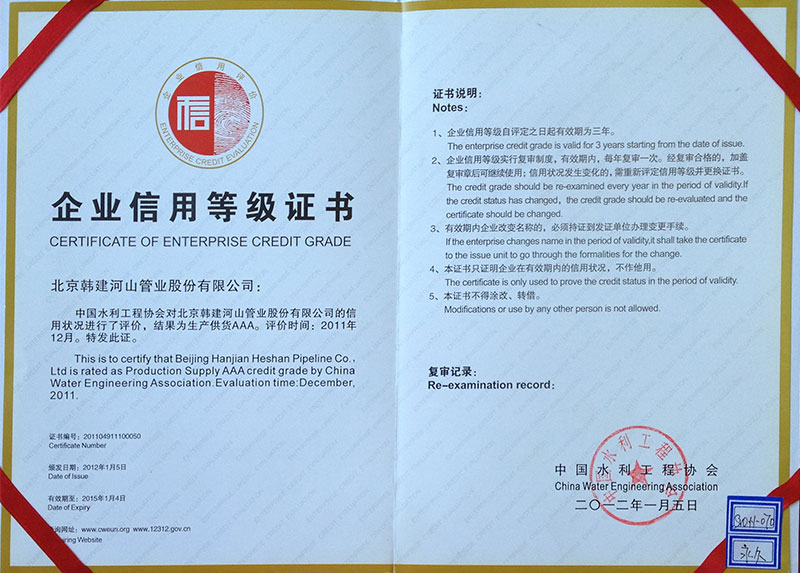 企业信用评价
信
ENTERPRISE CREDIT EVALUATION
企业信用等级证书
CERTIFICATE OF ENTERPRISE CREDIT GRADE
北京韩建河山管业股份有限公司：
中国水利工程协会对北京韩建河山管业股份有限公司的信
用状况进行了评价，结果为生产供货AAA。评价时间：2011年
12月。特发此证。
This is to certify that Beijing Hanjian Heshan Pipeline Co.,
Ltd is rated as Production Supply AAA credit grade by China
Water Engineering Association.Evaluation time:December,
2011.
证书编号：201104911100050
Certificate Number
颁发日期：2012年1月5日
Date of Issue
有效期至：2015年1月4日
Date of Expiry
询网址：www.cweun.org www.12312.gov.cn
Website
证书说明：
Notes:
1、企业信用等级自评定之日起有效期为三年。
The enterprise credit grade is valid for 3 years starting from the date of issue.
2、企业信用等级实行复审制度，有效期内，每年复审一次。经复审合格的，加盖
复审章后可继续使用；信用状况发生变化的，需重新评定信用等级并更换证书。
The credit grade should be re-examined every year in the period of validity.If
the credit status has changed, the credit grade should be re-evaluated and the
certificate should be changed.
3、有效期内企业改变名称的，必须持证到发证单位办理变更手续。
If the enterprise changes name in the period of validity,it shall take the certificate
to the issue unit to go through the formalities for the change.
4、本证书只证明企业在有效期内的信用状况，不作他用。
The certificate is only used to prove the credit status in the period of validity.
5、本证书不得涂改、转借。
Modifications or use by any other person is not allowed.
复审记录：
Re-examination record:
中国水利工程协会
China Water Engineering Association
二〇一二年一月五日
永久